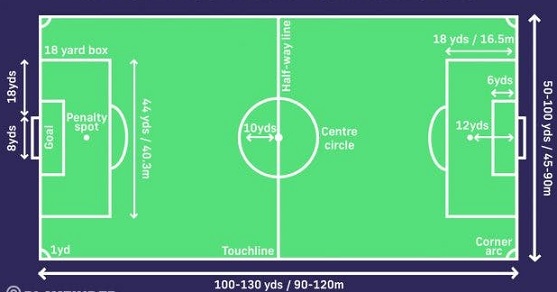 18 yard box
Half-way line
18 yds / 16.5m
18yds
8yds
Goal
Penalty
spot
44 yds / 40.3m
10yds
Centre
circle
6yds
12yds
50-100 yds / 45-90m
1yd
Touchline
Corner
arc
100-130 yds / 90-120m